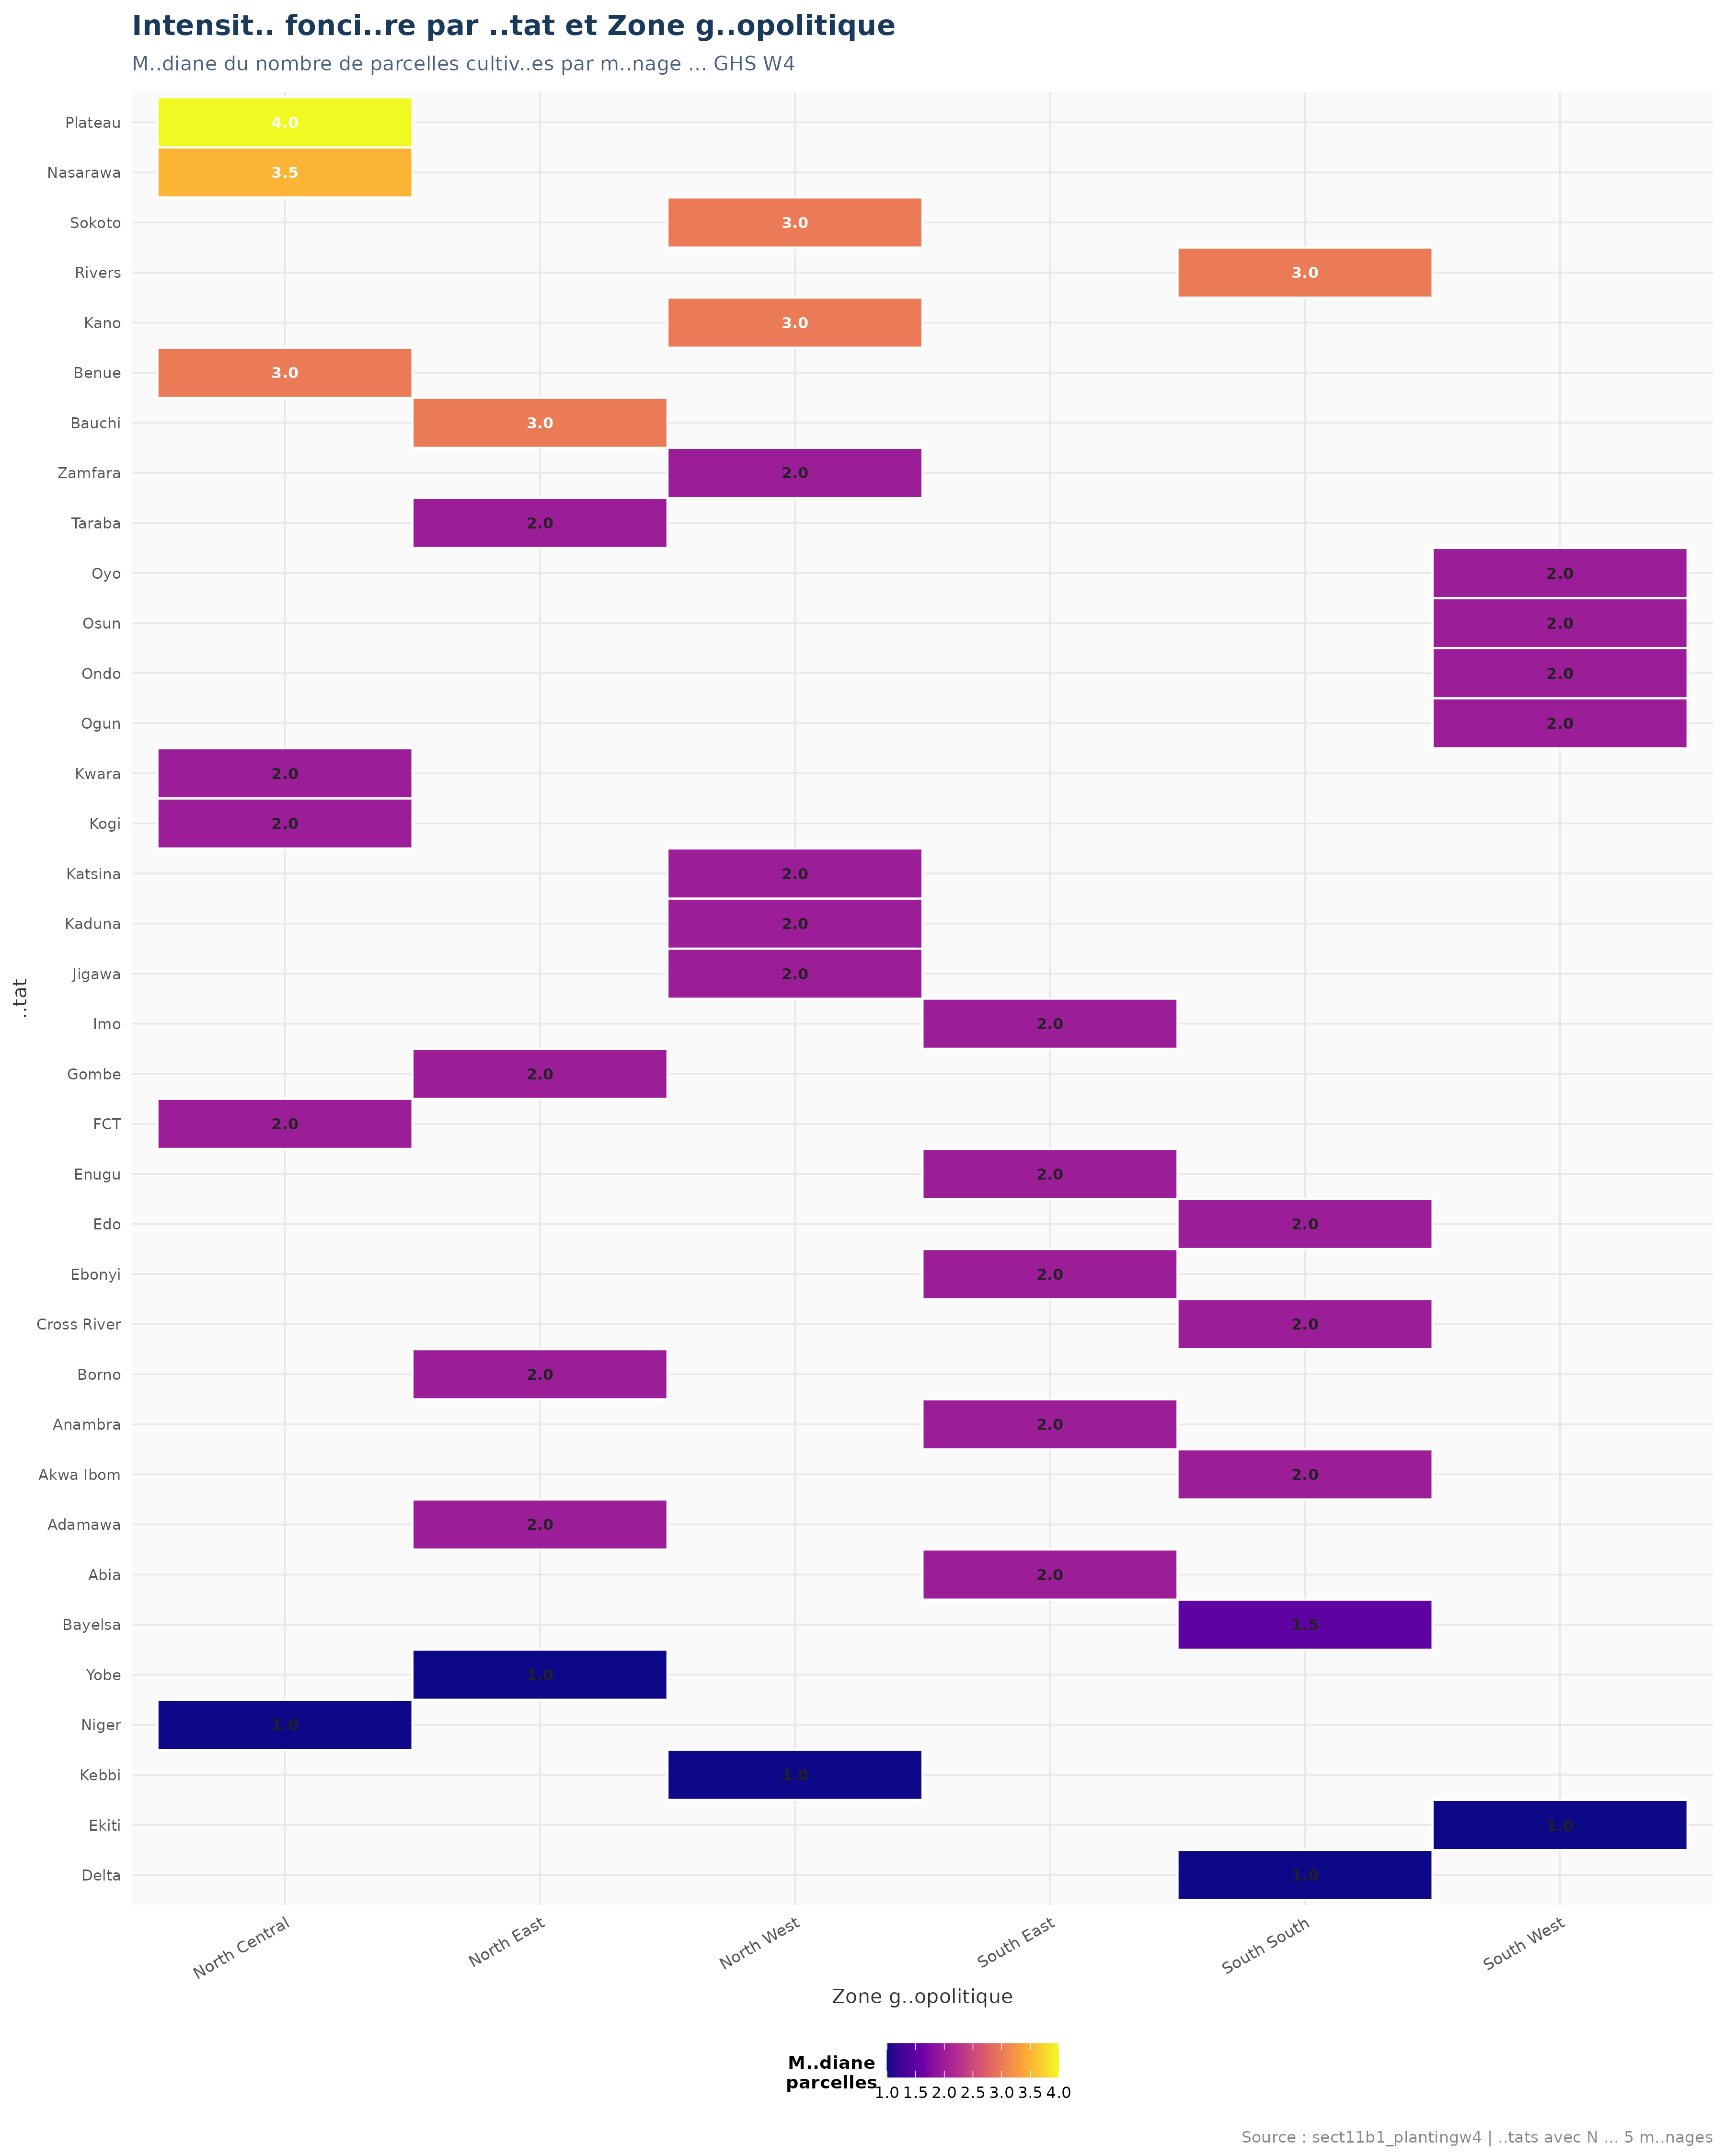 Intensit.. fonci..re par ..tat et Zone g..opolitique
M..diane du nombre de parcelles cultiv..es par m..nage ... GHS W4
Plateau 4.0
Nasarawa 3.5
Sokoto 3.0
Rivers 3.0
Kano 3.0
Benue 3.0
Bauchi 3.0
Zamfara 2.0
Taraba 2.0
Oyo 2.0
Osun 2.0
Ondo 2.0
Ogun 2.0
Kwara 2.0
Kogi 2.0
Katsina 2.0
Kaduna 2.0
Jigawa 2.0
..tat
Imo 2.0
Gombe 2.0
FCT 2.0
Enugu 2.0
Edo 2.0
Ebonyi 2.0
Cross River 2.0
Borno 2.0
Anambra 2.0
Akwa Ibom 2.0
Adamawa 2.0
Abia 2.0
Bayelsa 1.5
Yobe 1.0
Niger 1.0
Kebbi 1.0
Ekiti 1.0
Delta 1.0
North Central North East North West South East South South South West
Zone g..opolitique
M..diane
parcelles
1.0 1.5 2.0 2.5 3.0 3.5 4.0
Source : sect11b1_plantingw4 | ..tats avec N ... 5 m..nages